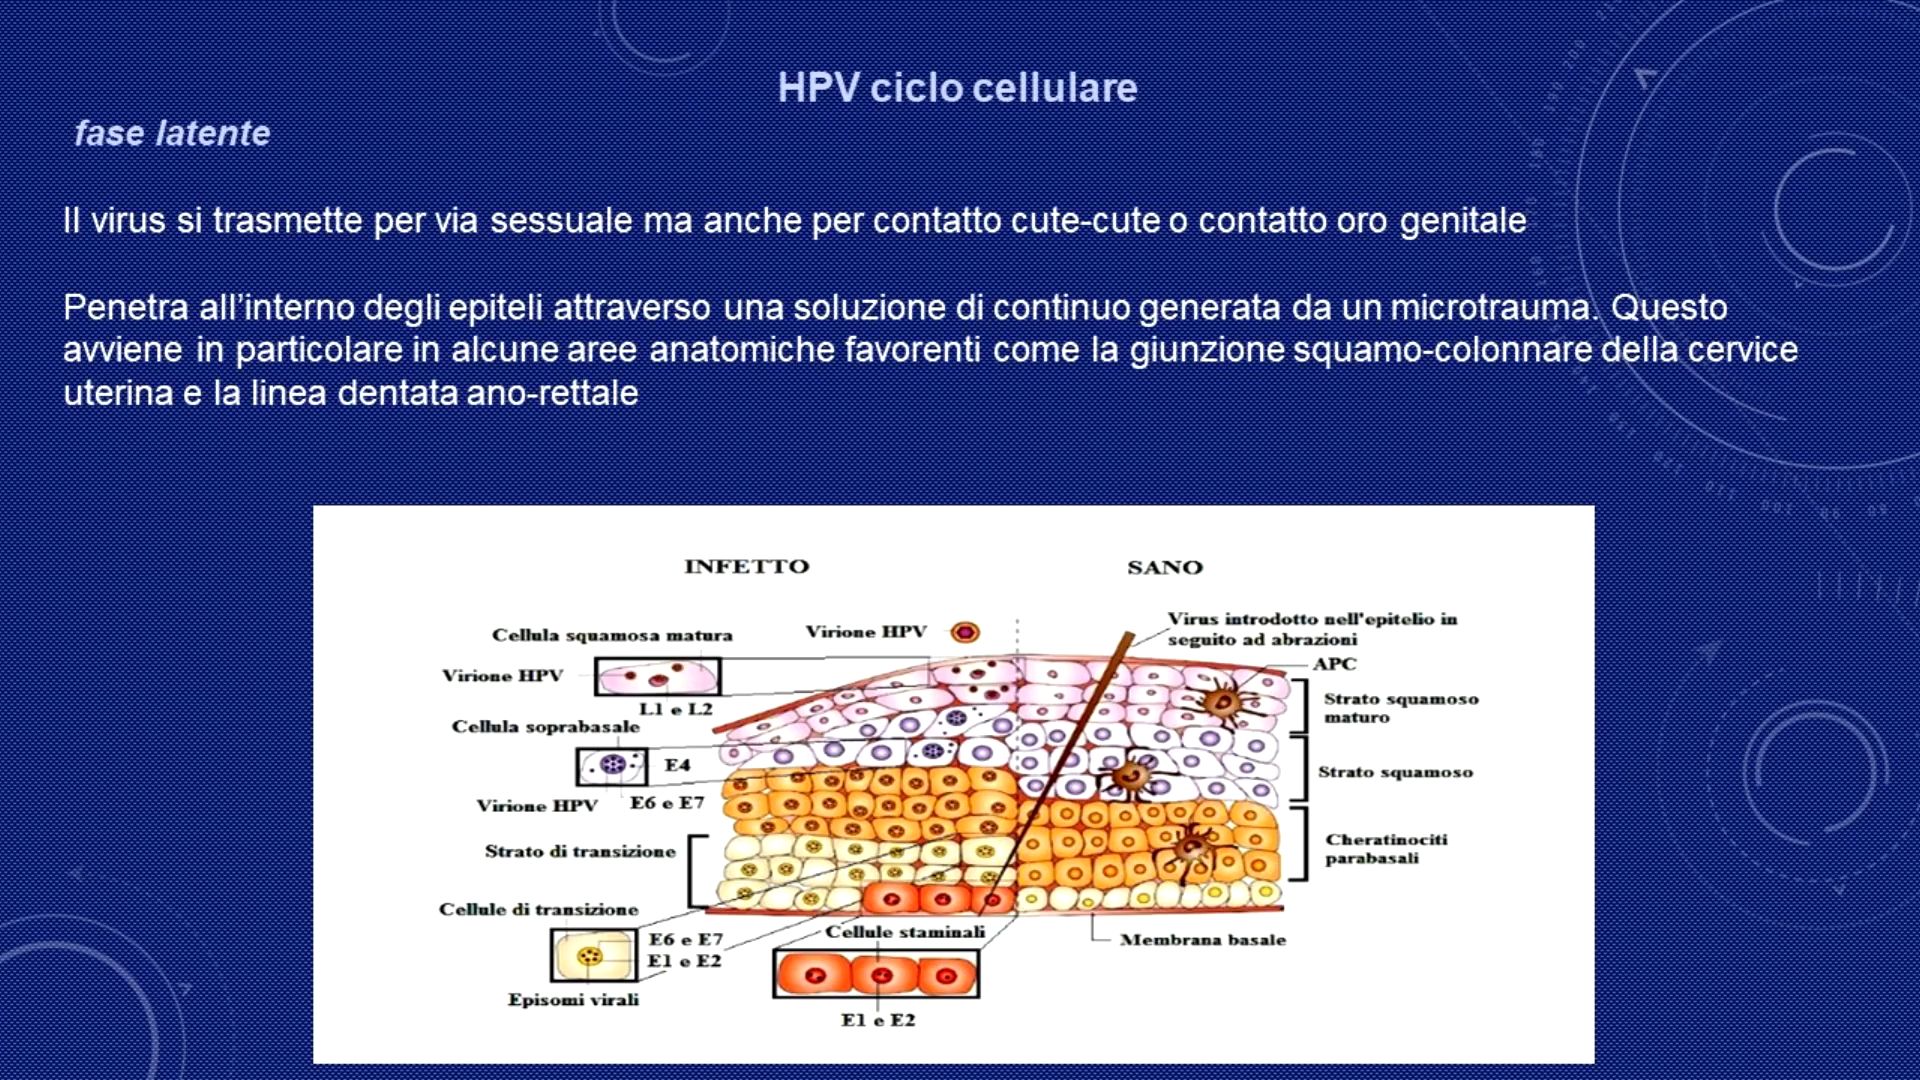 HPV ciclo cellulare
fase latente
Il virus si trasmette per via sessuale ma anche per contatto cute-cute o contatto oro genitale
Penetra all'interno degli epiteli attraverso una soluzione di continuo generata da un microtrauma. Questo
avviene in particolare in alcune aree anatomiche favorenti come la giunzione squamo-colonnare della cervice
uterina e la linea dentata ano-rettale
INFETTO
SANO
Virus introdotto nell'epitelio in
seguito ad abrazioni
Cellula squamosa matura
Virione HPV
APC
Virione HPV
L1 e L2
Strato squamoso
maturo
Cellula soprabasale
E4
Strato squamoso
Virione HPV
E6 e E7
Strato di transizione
Cheratinociti
parabasali
Cellule di transizione
E6 e E7
E1 e E2
Cellule staminali
Membrana basale
Episomi virali
E1 e E2